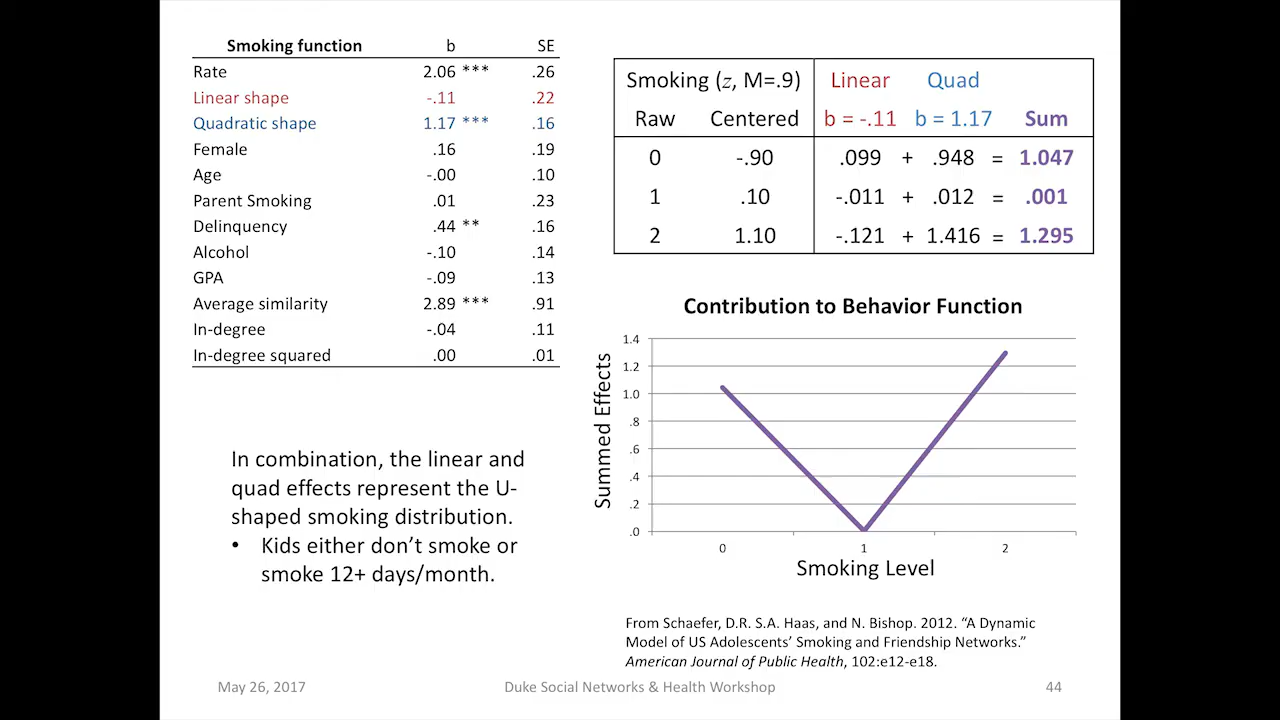 Smoking function b SE
Rate 2.06 *** .26
Linear shape -.11 .22
Quadratic shape 1.17 *** .16
Female .16 .19
Age -.00 .10
Parent Smoking .01 .23
Delinquency .44 ** .16
Alcohol -.10 .14
GPA -.09 .13
Average similarity 2.89 *** .91
In-degree -.04 .11
In-degree squared .00 .01
In combination, the linear and
quad effects represent the U-
shaped smoking distribution.
• Kids either don’t smoke or
smoke 12+ days/month.
Smoking (z, M=.9) Linear Quad
Raw Centered b = -.11 b = 1.17 Sum
0 -.90 .099 + .948 = 1.047
1 .10 -.011 + .012 = .001
2 1.10 -.121 + 1.416 = 1.295
Contribution to Behavior Function
Summed Effects
1.4
1.2
1.0
.8
.6
.4
.2
.0
0 1 2
Smoking Level
From Schaefer, D.R. S.A. Haas, and N. Bishop. 2012. “A Dynamic
Model of US Adolescents’ Smoking and Friendship Networks.”
American Journal of Public Health, 102:e12-e18.
May 26, 2017 Duke Social Networks & Health Workshop 44